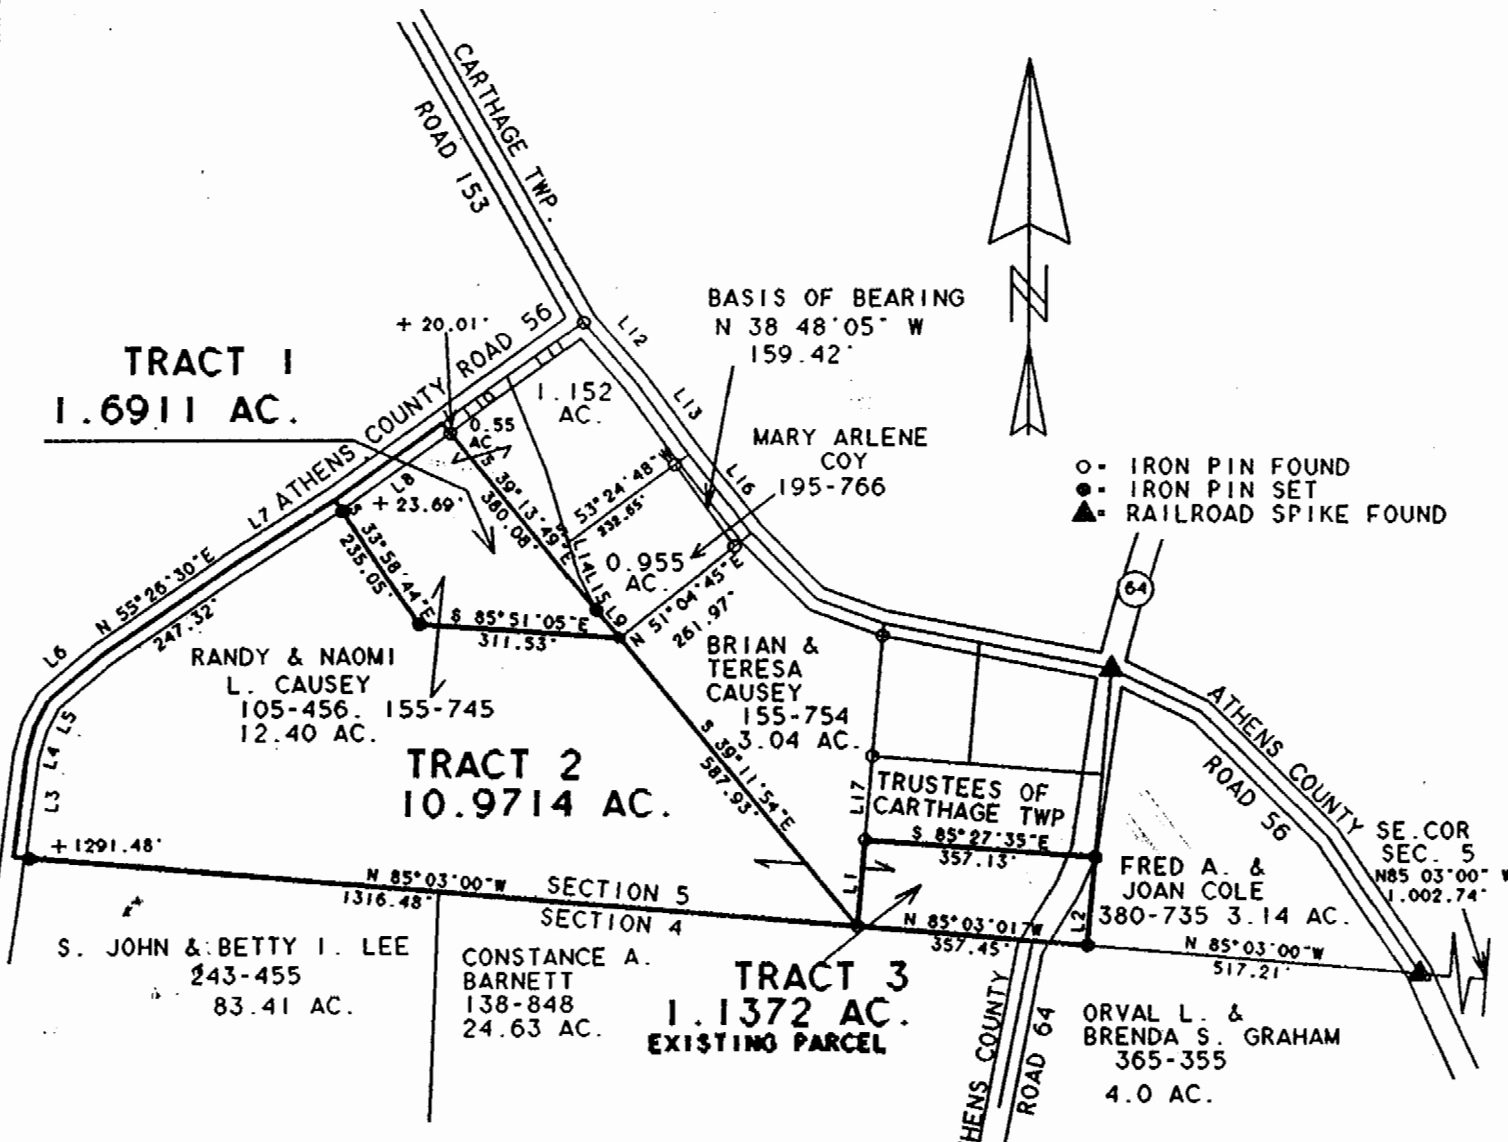 CARTHAGE TWP.
ROAD 153
BASIS OF BEARING
N 38 48'05" W
159.42'
N
+ 20.01'
L12
TRACT 1
1.6911 AC.
ATHENS COUNTY ROAD 56
L11
L10
1.152
AC.
0.55
AC
L13
MARY ARLENE
COY
195-766
L16
○- IRON PIN FOUND
●- IRON PIN SET
▲- RAILROAD SPIKE FOUND
L8
+ 23.69'
L7
S 39°13'49"E
380.08'
S 53°24'48"W
332.65'
S 33°58'44"E
235.05'
L14
L15
L9
0.955
AC.
N 51°04'45"E
261.97'
64
N 55°26'30"E
247.32'
L6
L5
L4
L3
S 85°51'05"E
311.53'
RANDY & NAOMI
L. CAUSEY
105-456. 155-745
12.40 AC.
BRIAN &
TERESA
CAUSEY
155-754
3.04 AC.
S 39°11'54"E
587.93'
TRACT 2
10.9714 AC.
ATHENS COUNTY
ROAD 56
TRUSTEES OF
CARTHAGE TWP
L17
S 85°27'35"E
357.13'
SE.COR
SEC. 5
N85 03'00" W
1.002.74'
+ 1291.48'
N 85°03'00"W
1316.48'
SECTION 5
SECTION 4
L1
L2
FRED A. &
JOAN COLE
380-735 3.14 AC.
N 85°03'01"W
357.45'
N 85°03'00"W
517.21'
S. JOHN & BETTY I. LEE
243-455
83.41 AC.
CONSTANCE A.
BARNETT
138-848
24.63 AC.
TRACT 3
1.1372 AC.
EXISTING PARCEL
ORVAL L. &
BRENDA S. GRAHAM
365-355
4.0 AC.
HENS COUNTY
ROAD 64